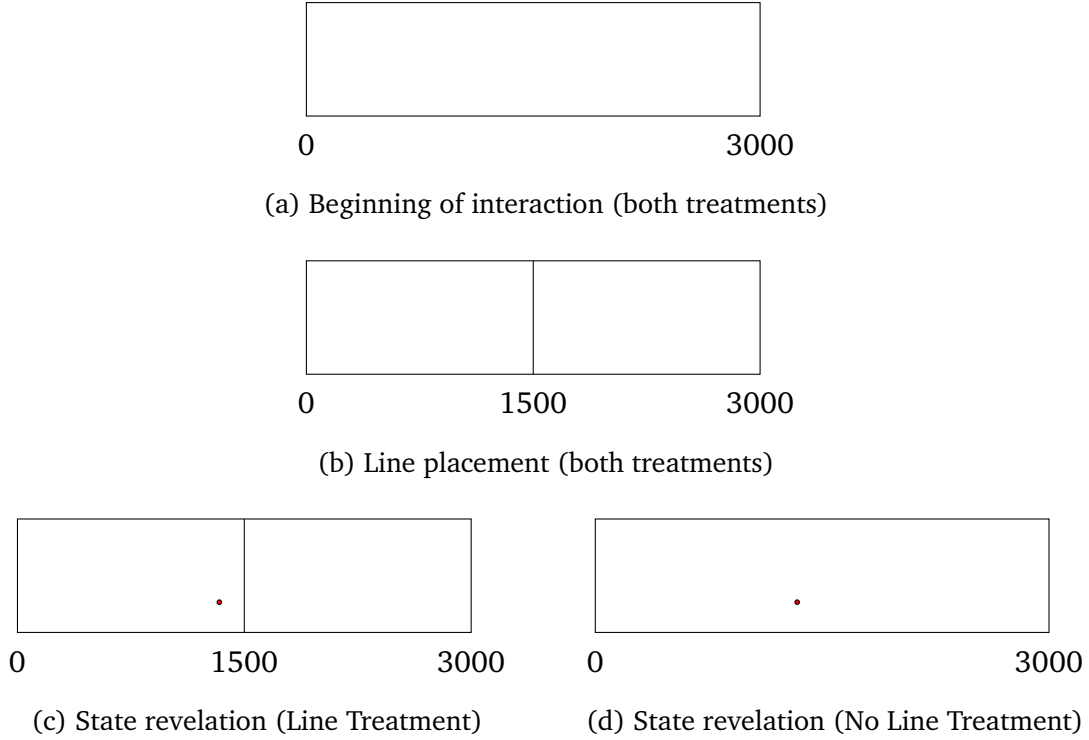 0 3000
(a) Beginning of interaction (both treatments)
0 1500 3000
(b) Line placement (both treatments)
0 1500 3000
(c) State revelation (Line Treatment)
0 3000
(d) State revelation (No Line Treatment)